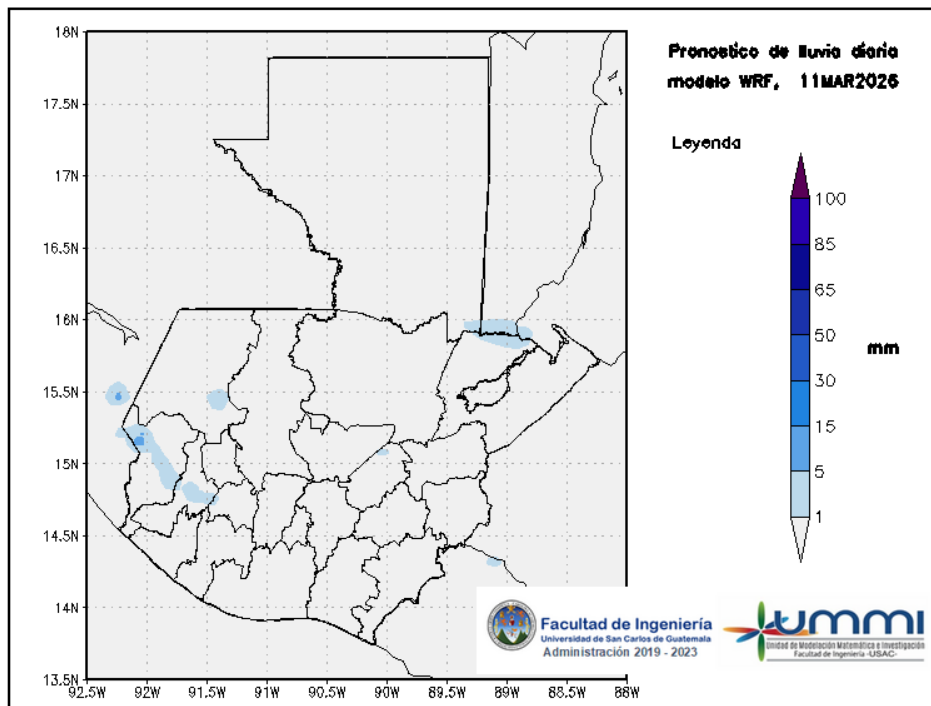 18N
17.5N
17N
16.5N
16N
15.5N
15N
14.5N
14N
13.5N
92.5W
92W
91.5W
91W
90.5W
90W
89.5W
89W
88.5W
88W
Pronostico de lluvia diaria
modelo WRF, 11MAR2026
Leyenda
100
85
65
50
30
15
5
1
mm
Facultad de Ingeniería
Universidad de San Carlos de Guatemala
Administración 2019 - 2023
ummi
Unidad de Modelación Matemática e Investigación
Facultad de Ingeniería -USAC-